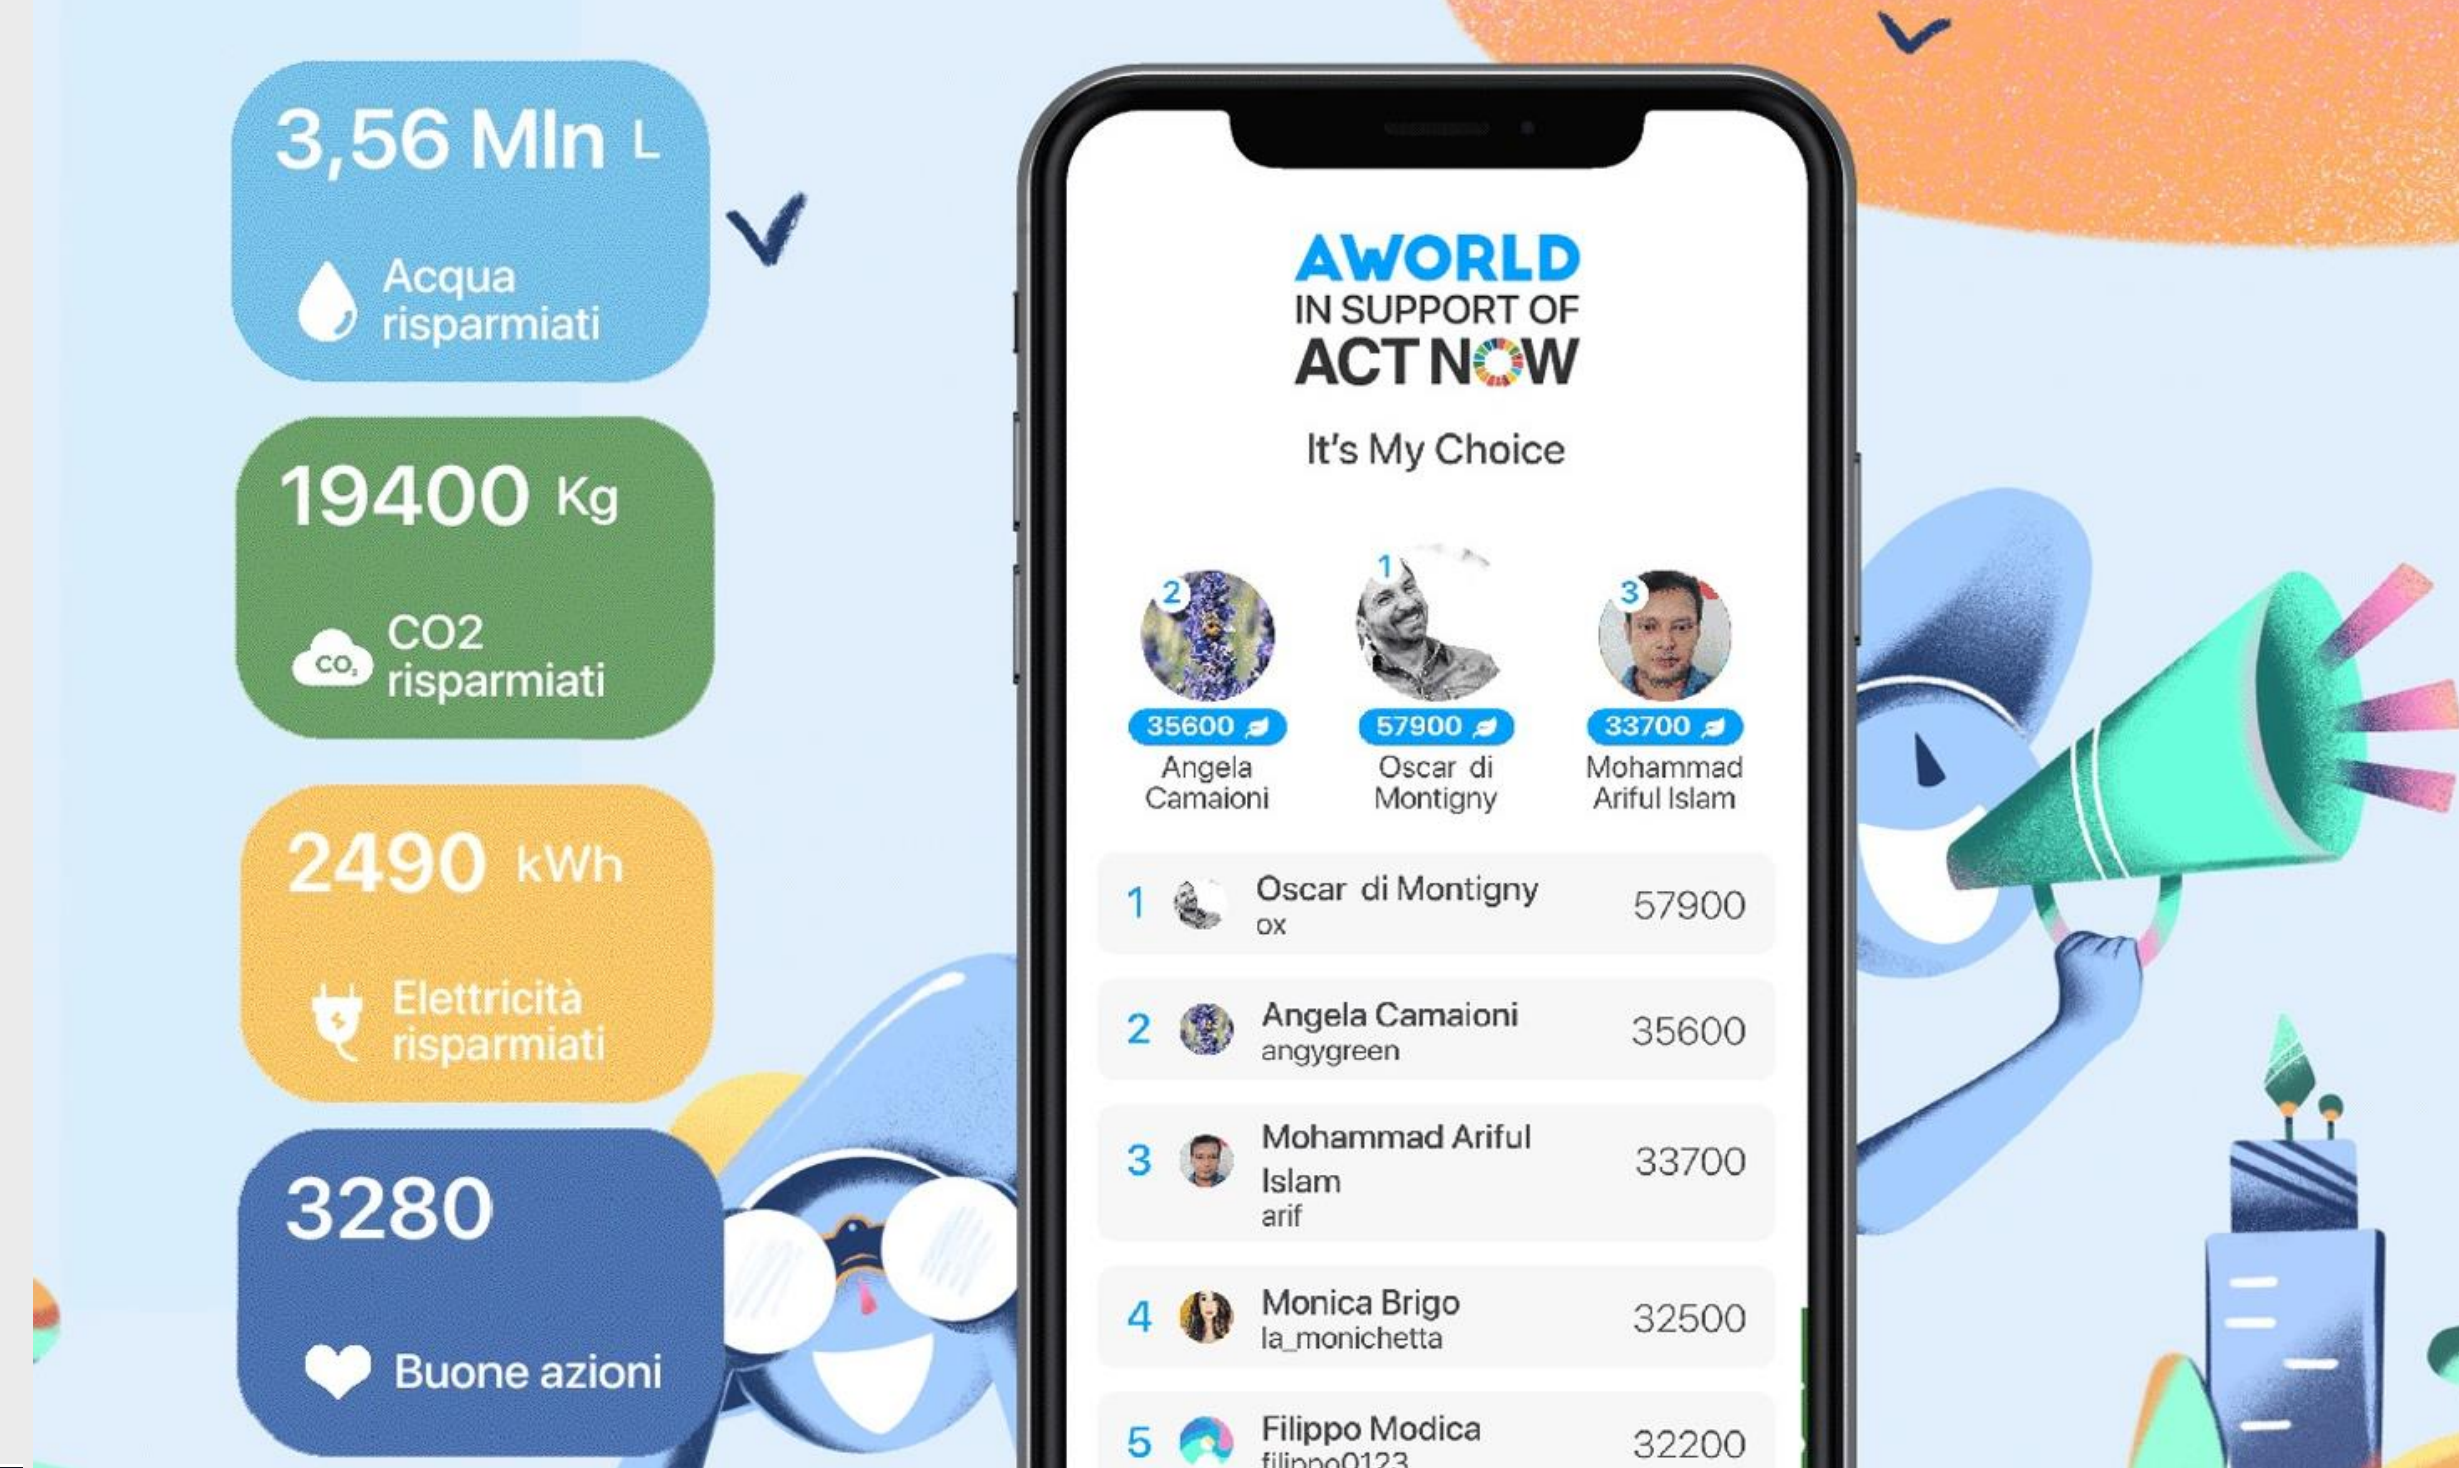 3,56 Mln L
Acqua
risparmiati
19400 Kg
CO₂
CO2
risparmiati
2490 kWh
Elettricità
risparmiati
3280
Buone azioni
AWORLD
IN SUPPORT OF
ACT NOW
It's My Choice
2
1
3
35600
57900
33700
Angela
Camaioni
Oscar di
Montigny
Mohammad
Ariful Islam
1 Oscar di Montigny 57900
ox
2 Angela Camaioni 35600
angygreen
3 Mohammad Ariful
Islam 33700
arif
4 Monica Brigo 32500
la_monichetta
5 Filippo Modica 32200
filippo0123